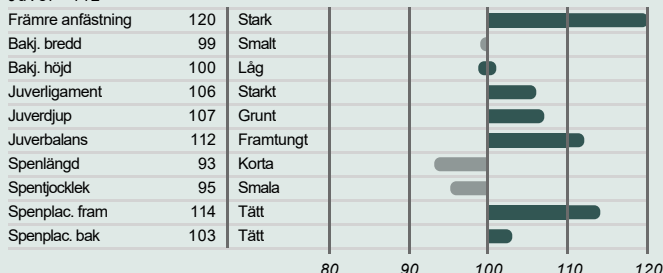 Främre anfästning 120 Stark
Bakj. bredd 99 Smalt
Bakj. höjd 100 Låg
Juverligament 106 Starkt
Juverdjup 107 Grunt
Juverbalans 112 Framtungt
Spenlängd 93 Korta
Spentjocklek 95 Smala
Spenplac. fram 114 Tätt
Spenplac. bak 103 Tätt
80 90 100 110 120